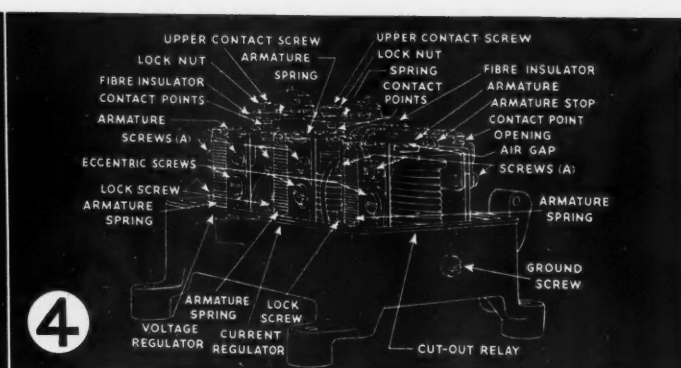 UPPER CONTACT SCREW
LOCK NUT
FIBRE INSULATOR
CONTACT POINTS
ARMATURE
SCREWS (A)
ECCENTRIC SCREWS
LOCK SCREW
ARMATURE
SPRING
ARMATURE
SPRING
UPPER CONTACT SCREW
LOCK NUT
SPRING
CONTACT
POINTS
FIBRE INSULATOR
ARMATURE
ARMATURE STOP
CONTACT POINT
OPENING
AIR GAP
SCREWS (A)
ARMATURE
SPRING
GROUND
SCREW
4
VOLTAGE
REGULATOR
ARMATURE
SPRING
CURRENT
REGULATOR
LOCK
SCREW
CUT-OUT RELAY